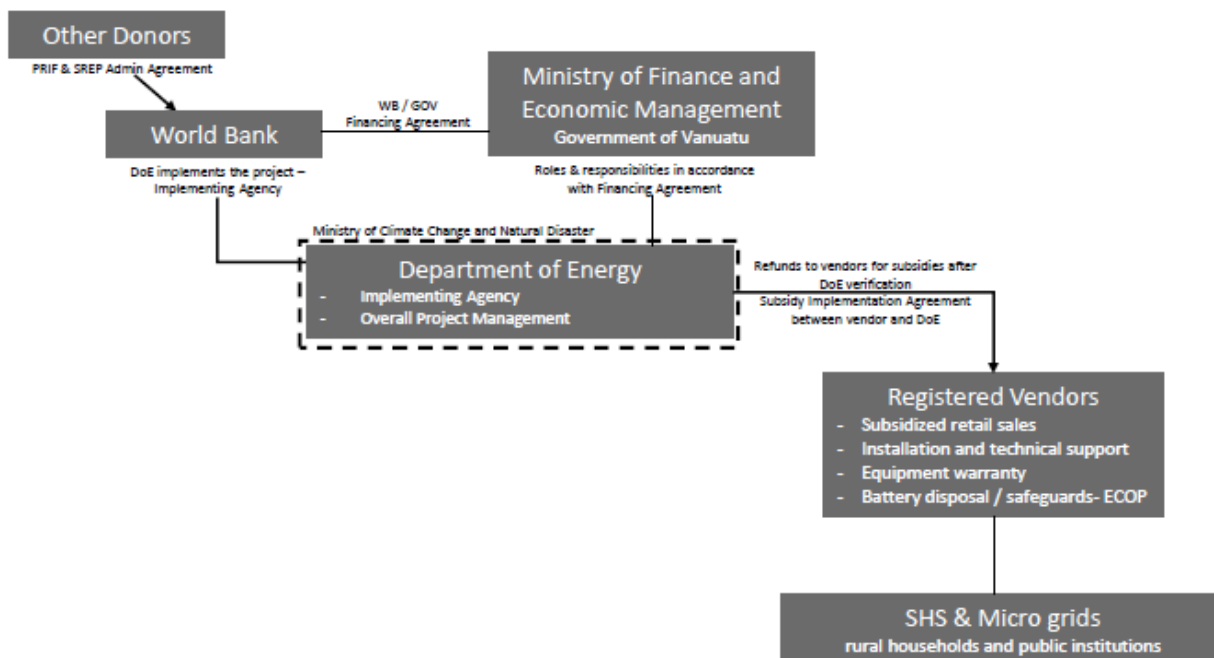 Other Donors
PRIF & SREP Admin Agreement
World Bank
WB / GOV
Financing Agreement
Ministry of Finance and
Economic Management
Government of Vanuatu
DoE implements the project –
Implementing Agency
Roles & responsibilities in accordance
with Financing Agreement
Ministry of Climate Change and Natural Disaster
Department of Energy
- Implementing Agency
- Overall Project Management
Refunds to vendors for subsidies after
DoE verification
Subsidy Implementation Agreement
between vendor and DoE
Registered Vendors
- Subsidized retail sales
- Installation and technical support
- Equipment warranty
- Battery disposal / safeguards- ECOP
SHS & Micro grids
rural households and public institutions